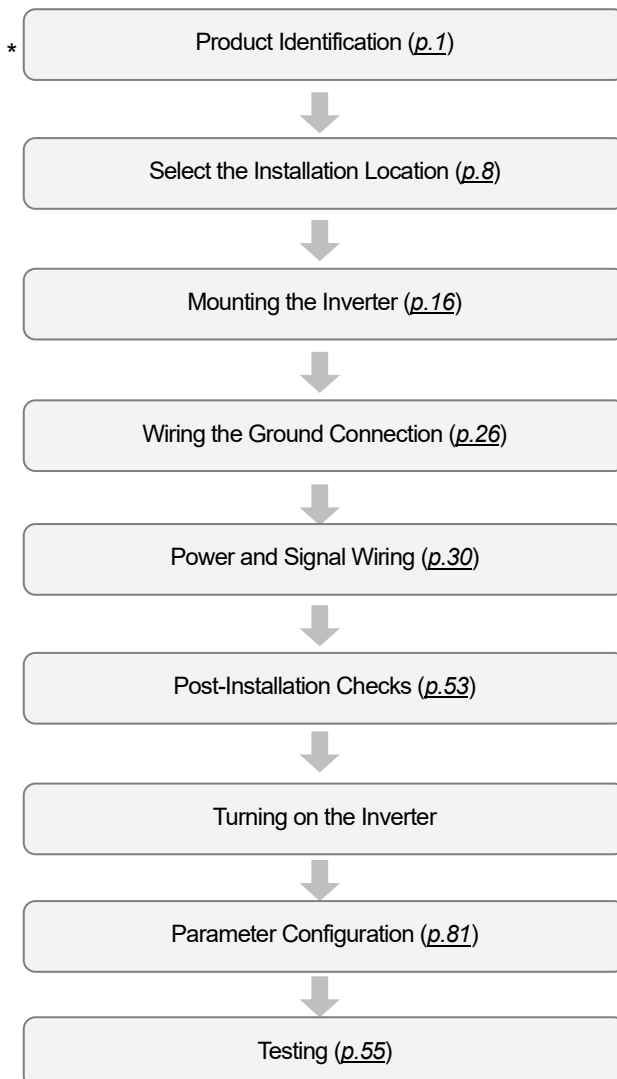 * Product Identification (p.1)
Select the Installation Location (p.8)
Mounting the Inverter (p.16)
Wiring the Ground Connection (p.26)
Power and Signal Wiring (p.30)
Post-Installation Checks (p.53)
Turning on the Inverter
Parameter Configuration (p.81)
Testing (p.55)